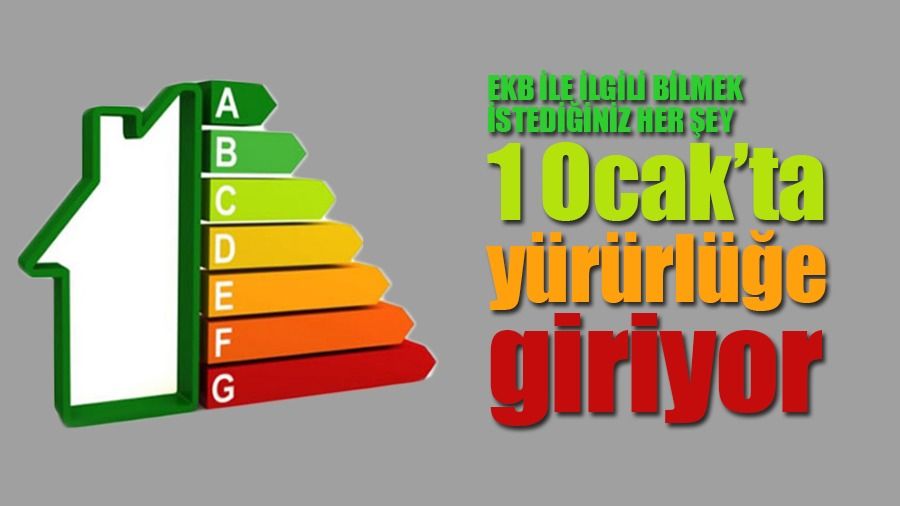 A
B
C
D
E
F
G
EKB İLE İLGİLİ BİLMEK
İSTEDİĞİNİZ HER ŞEY
1 Ocak’ta
yürürlüğe
giriyor